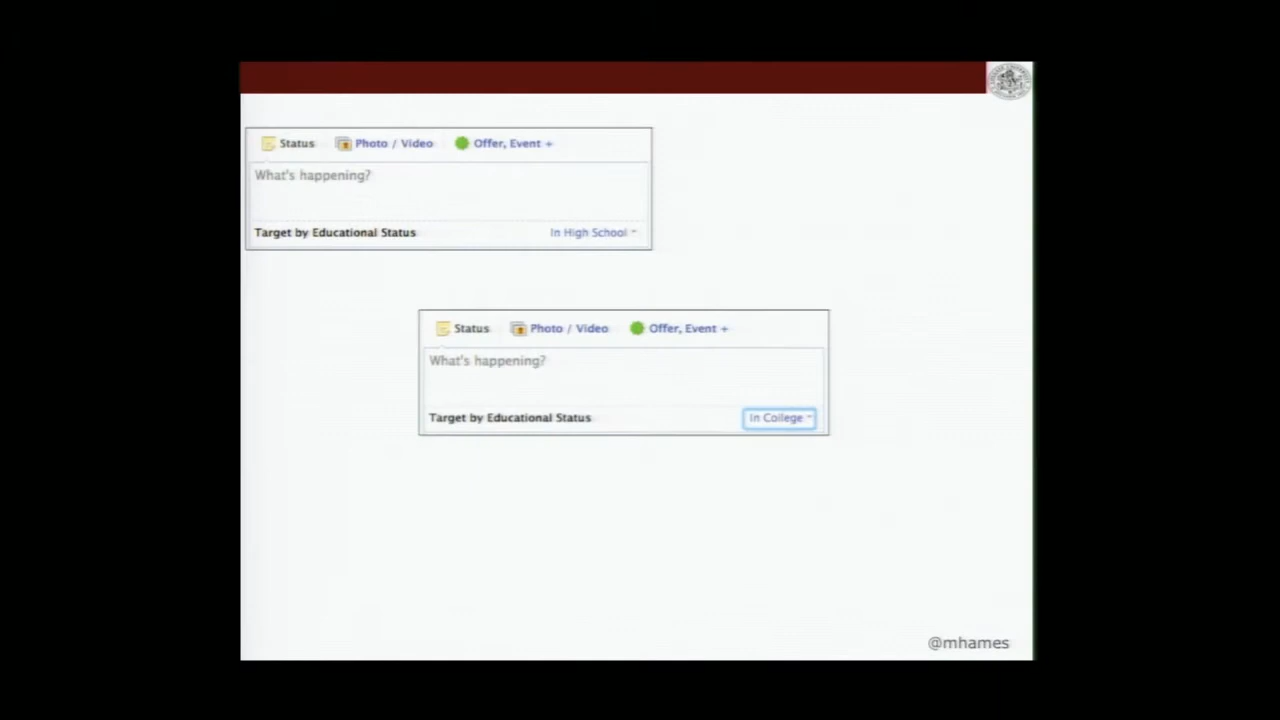 Status Photo / Video Offer, Event +
What's happening?
Target by Educational Status In High School
Status Photo / Video Offer, Event +
What's happening?
Target by Educational Status In College
@mhames